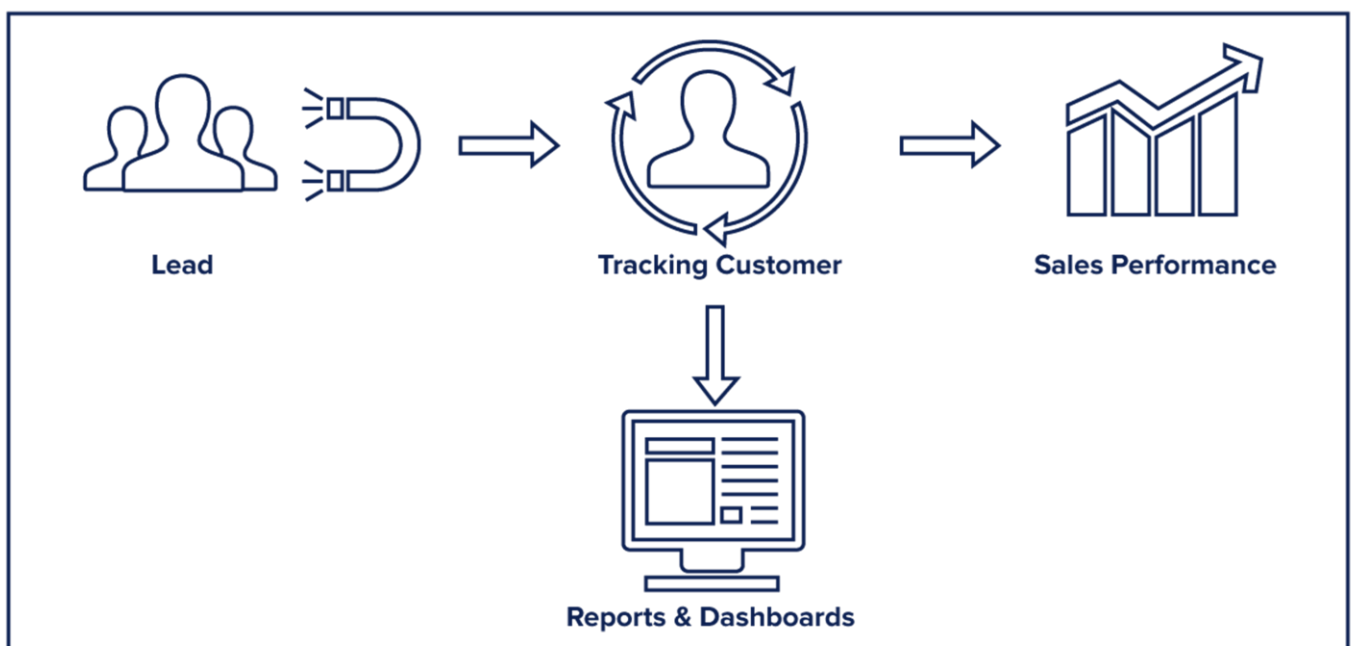 Lead
Tracking Customer
Sales Performance
Reports & Dashboards